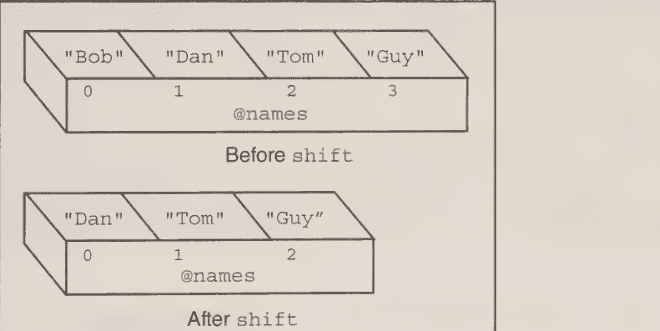 "Bob" "Dan" "Tom" "Guy"
0 1 2 3
@names
Before shift
"Dan" "Tom" "Guy”
0 1 2
@names
After shift